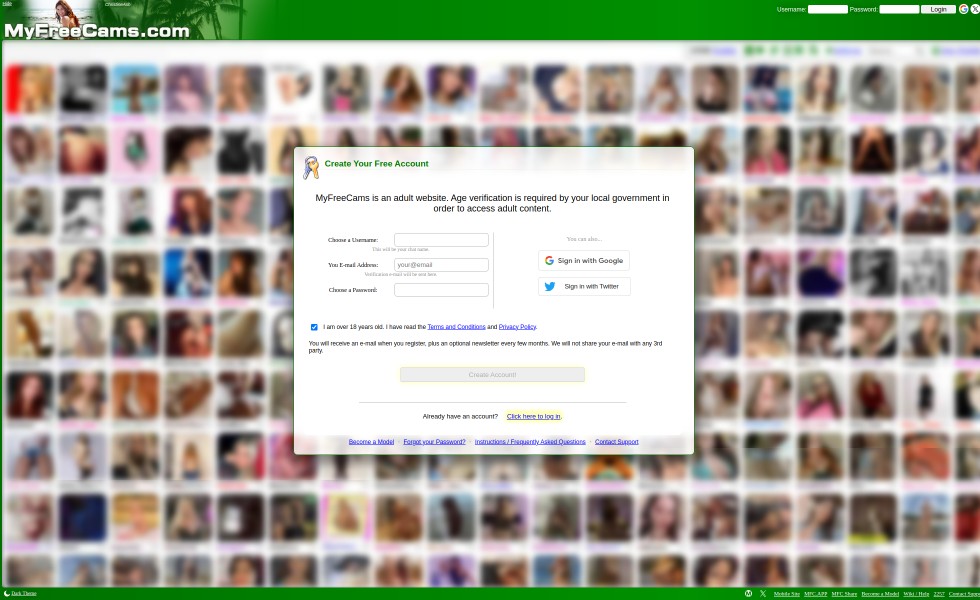 Username: Password: Login
MyFreeCams.com
Create Your Free Account
MyFreeCams is an adult website. Age verification is required by your local government in
order to access adult content.
Choose a Username:
This will be your chat name.
You E-mail Address: your@email
Verification e-mail will be sent here.
Choose a Password:
You can also...
Sign in with Google
Sign in with Twitter
I am over 18 years old. I have read the Terms and Conditions and Privacy Policy.
You will receive an e-mail when you register, plus an optional newsletter every few months. We will not share your e-mail with any 3rd
party.
Create Account!
Already have an account? Click here to log in.
Become a Model - Forgot your Password? - Instructions / Frequently Asked Questions - Contact Support
Dark Theme
Mobile Site MFC.APP MFC Share Become a Model Wiki / Help 2257 Contact